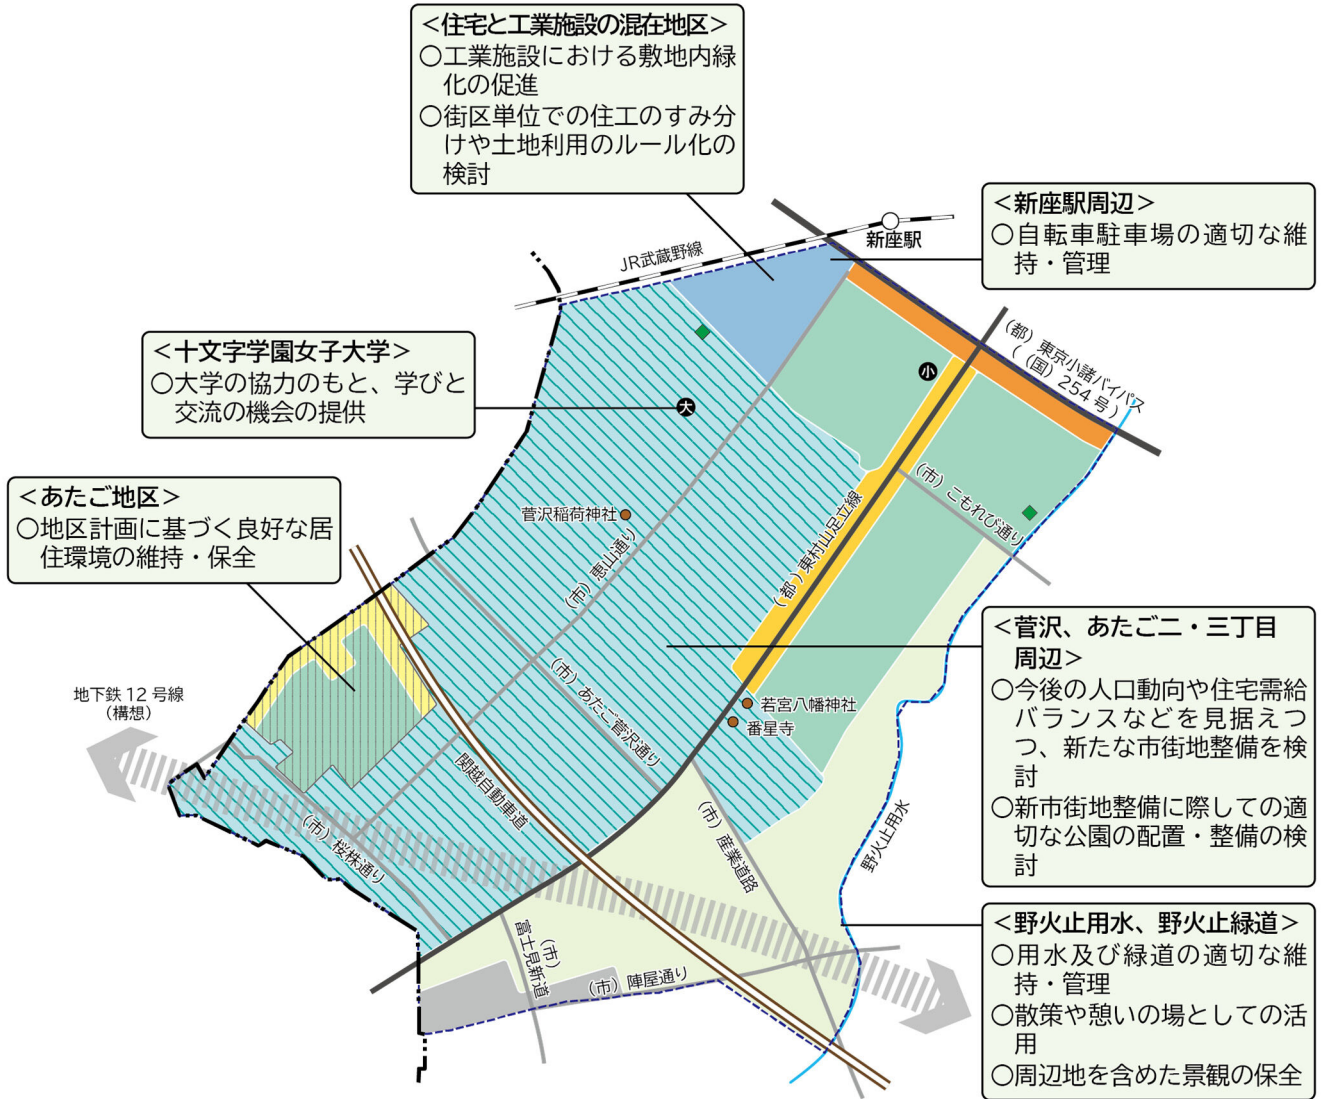 ＜住宅と工業施設の混在地区＞
○工業施設における敷地内緑
化の促進
○街区単位での住工のすみ分
けや土地利用のルール化の
検討
＜新座駅周辺＞
○自転車駐車場の適切な維
持・管理
新座駅
JR武蔵野線
（都）東京小諸バイパス
（（国）254号）
＜十文字学園女子大学＞
○大学の協力のもと、学びと
交流の機会の提供
小
大
（市）こもれび通り
＜あたご地区＞
○地区計画に基づく良好な居
住環境の維持・保全
菅沢稲荷神社
（市）恵山通り
（都）東村山足立線
＜菅沢、あたご二・三丁目
周辺＞
○今後の人口動向や住宅需給
バランスなどを見据えつ
つ、新たな市街地整備を検
討
○新市街地整備に際しての適
切な公園の配置・整備の検
討
（市）あたご菅沢通り
地下鉄12号線
（構想）
若宮八幡神社
番星寺
関越自動車道
（市）産業道路
野火止用水
（市）桜株通り
＜野火止用水、野火止緑道＞
○用水及び緑道の適切な維
持・管理
○散策や憩いの場としての活
用
○周辺地を含めた景観の保全
（市）
富士見新道
（市）陣屋通り